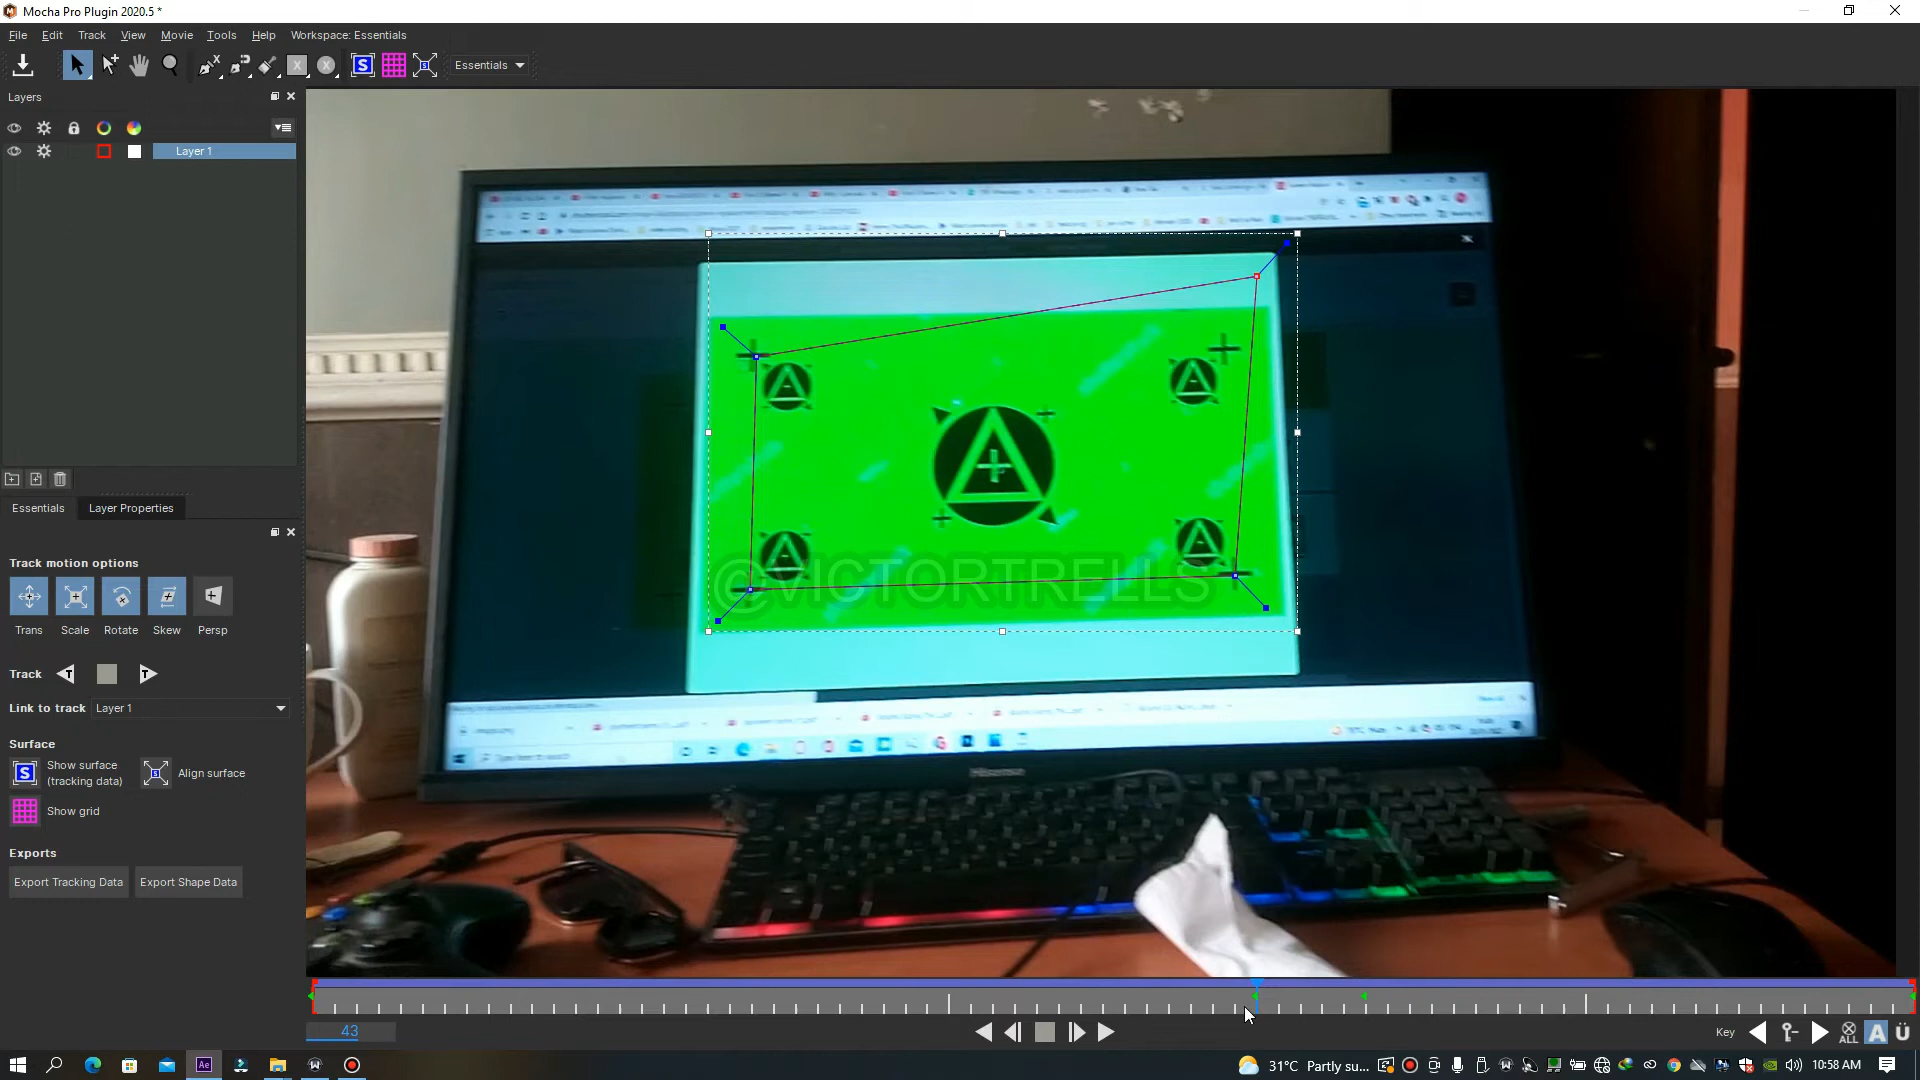 Mocha Pro Plugin 2020.5 *
File Edit Track View Movie Tools Help Workspace: Essentials
Essentials
Layers
Layer 1
Essentials Layer Properties
Track motion options
Trans Scale Rotate Skew Persp
Track
Link to track Layer 1
Surface
Show surface
(tracking data)
Align surface
Show grid
Exports
Export Tracking Data Export Shape Data
@VICTORTRELLS
Hisense
43
Key
ALL
31°C Partly su...
10:58 AM